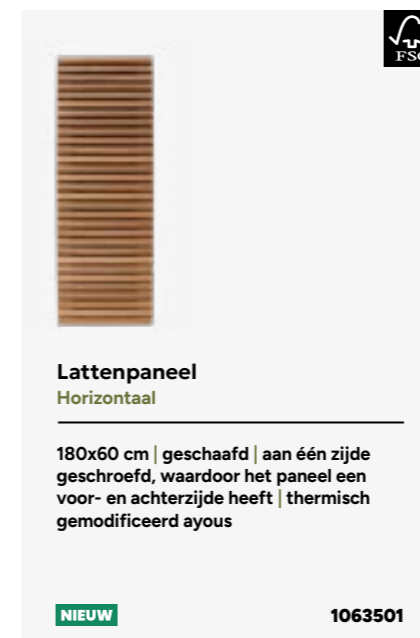 FSC
Lattenpaneel
Horizontaal
180x60 cm | geschaafd | aan één zijde
geschroefd, waardoor het paneel een
voor- en achterzijde heeft | thermisch
gemodificeerd ayous
NIEUW
1063501